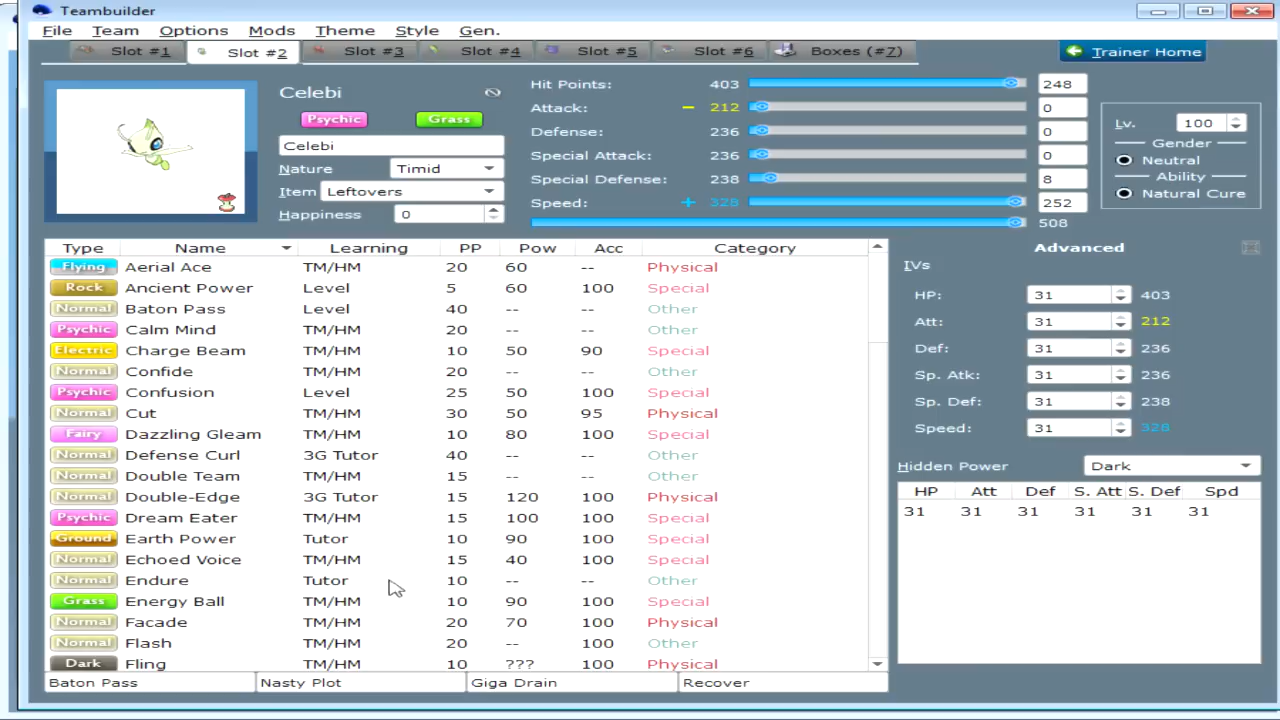 Teambuilder
File Team Options Mods Theme Style Gen.
Slot #1 Slot #2 Slot #3 Slot #4 Slot #5 Slot #6 Boxes (#7) Trainer Home
Celebi
Psychic Grass
Celebi
Nature Timid
Item Leftovers
Happiness 0
Hit Points: 403 248
Attack: − 212 0
Defense: 236 0
Special Attack: 236 0
Special Defense: 238 8
Speed: + 328 252
508
Lv. 100
Gender
Neutral
Ability
Natural Cure
Type Name Learning PP Pow Acc Category
Flying Aerial Ace TM/HM 20 60 -- Physical
Rock Ancient Power Level 5 60 100 Special
Normal Baton Pass Level 40 -- -- Other
Psychic Calm Mind TM/HM 20 -- -- Other
Electric Charge Beam TM/HM 10 50 90 Special
Normal Confide TM/HM 20 -- -- Other
Psychic Confusion Level 25 50 100 Special
Normal Cut TM/HM 30 50 95 Physical
Fairy Dazzling Gleam TM/HM 10 80 100 Special
Normal Defense Curl 3G Tutor 40 -- -- Other
Normal Double Team TM/HM 15 -- -- Other
Normal Double-Edge 3G Tutor 15 120 100 Physical
Psychic Dream Eater TM/HM 15 100 100 Special
Ground Earth Power Tutor 10 90 100 Special
Normal Echoed Voice TM/HM 15 40 100 Special
Normal Endure Tutor 10 -- -- Other
Grass Energy Ball TM/HM 10 90 100 Special
Normal Facade TM/HM 20 70 100 Physical
Normal Flash TM/HM 20 -- 100 Other
Dark Fling TM/HM 10 ??? 100 Physical
Baton Pass Nasty Plot Giga Drain Recover
Advanced
IVs
HP: 31 403
Att: 31 212
Def: 31 236
Sp. Atk: 31 236
Sp. Def: 31 238
Speed: 31 328
Hidden Power Dark
HP Att Def S. Att S. Def Spd
31 31 31 31 31 31